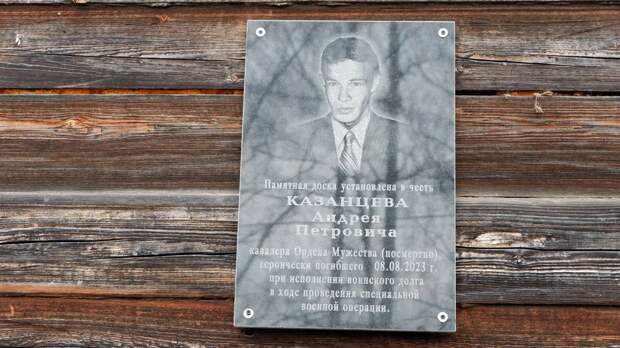 Памятная доска установлена в честь
КАЗАНЦЕВА
Андрея
Петровича
кавалера Ордена Мужества (посмертно),
героически погибшего 08.08.2023 г.
при исполнении воинского долга
в ходе проведения специальной
военной операции.